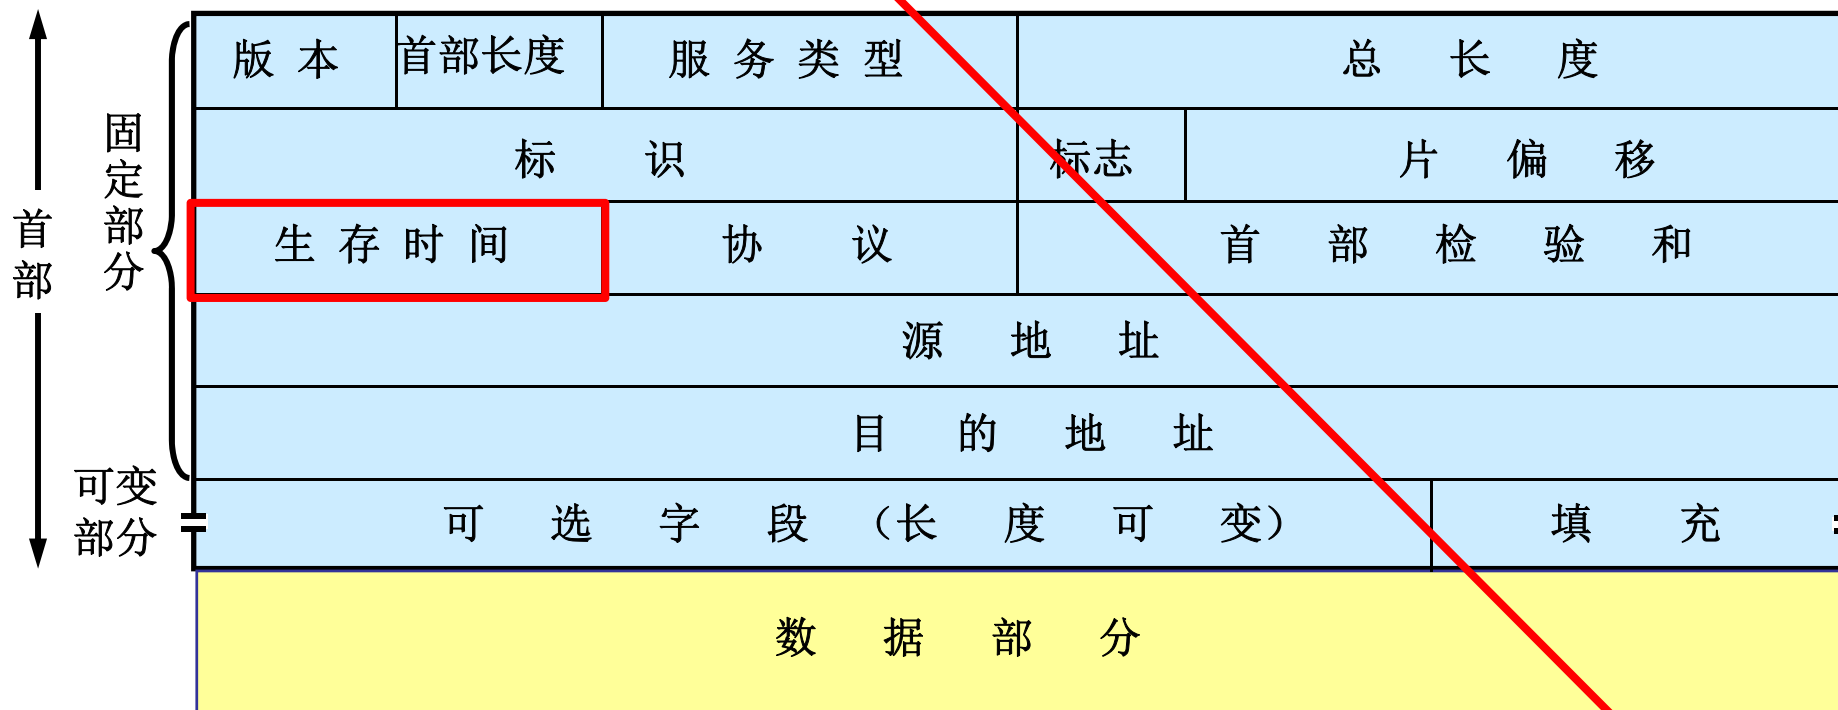 版本 首部长度 服务类型 总长度
标识 标志 片偏移
生存时间 协议 首部检验和
源地址
目的地址
可选字段（长度可变） 填充
数据部分
首部
固定部分
可变
部分